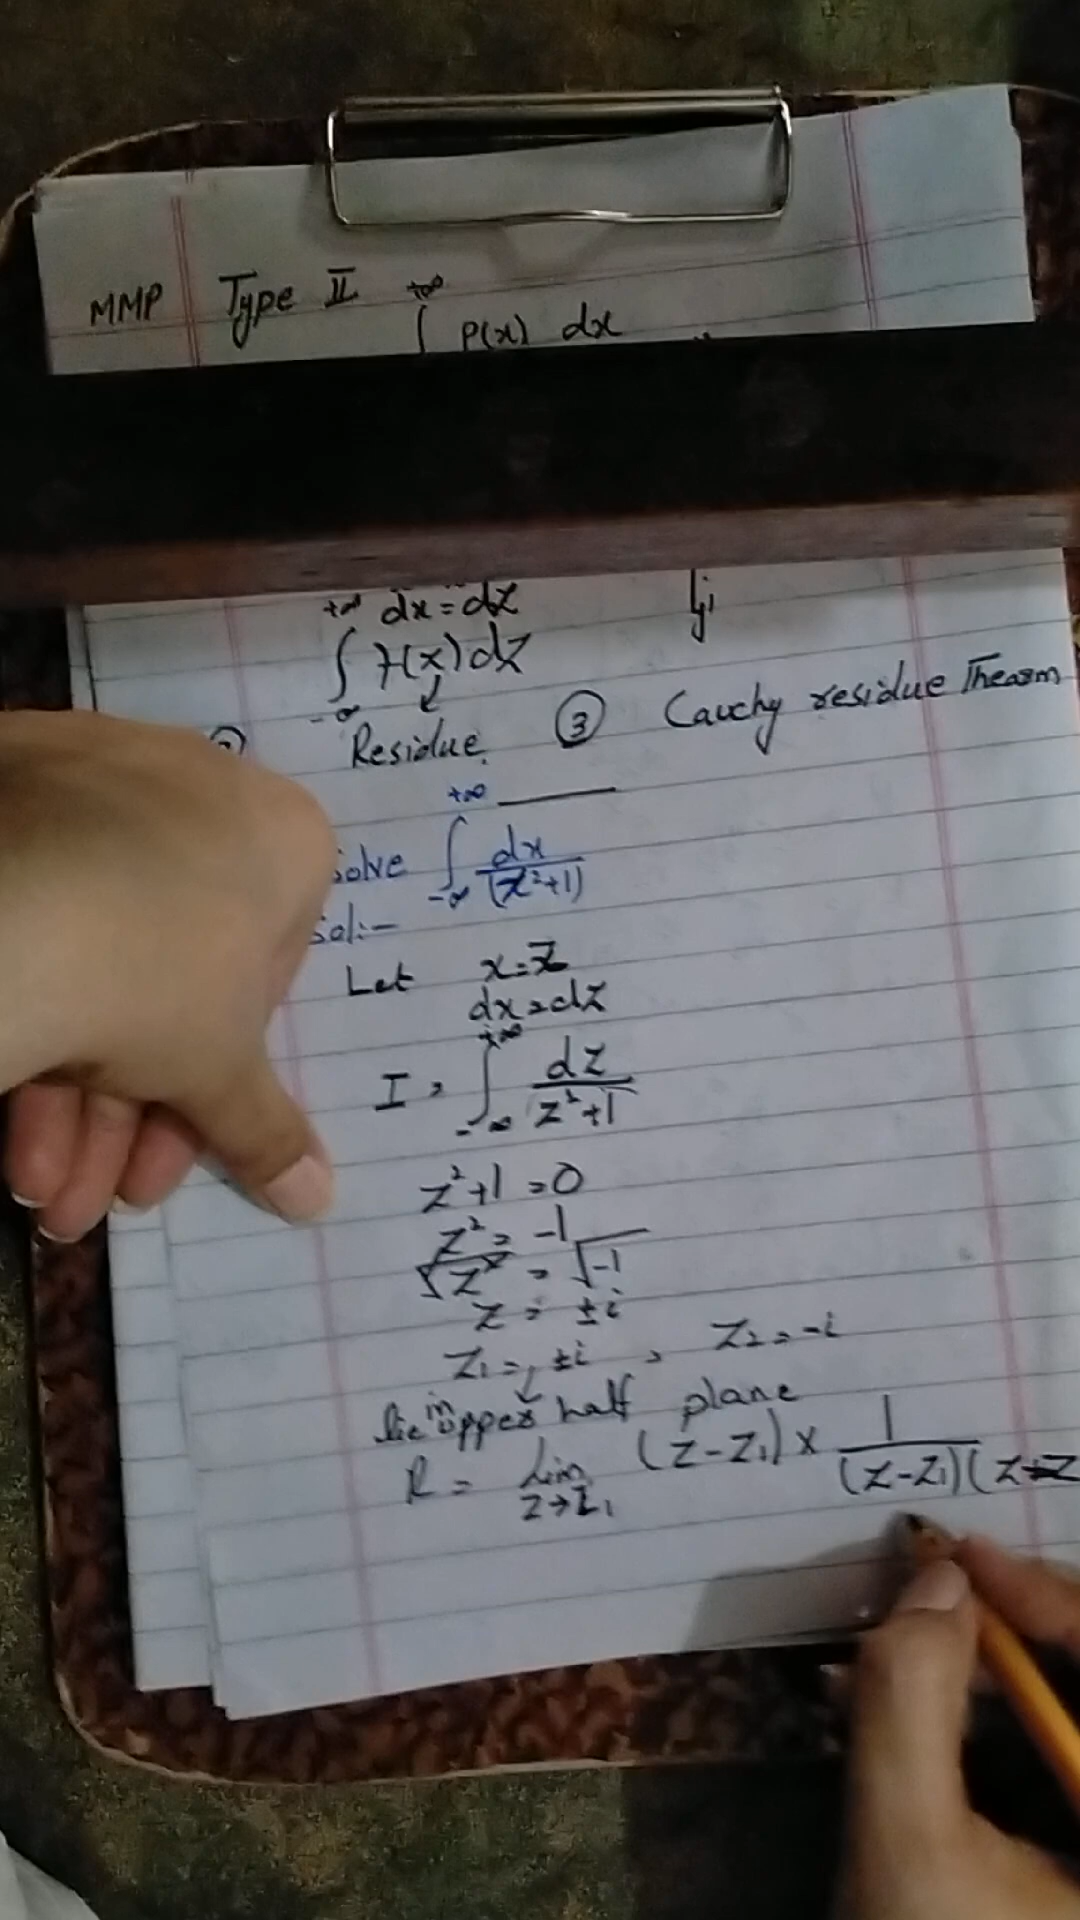 MMP Type II
+∞
∫ P(x) dx
+∞ dx = dz
∫ f(x) dz
-∞
Residue. ③ Cauchy residue Thearm
+∞
solve ∫ dx
-∞ (x²+1)
Sol:-
Let x=z
dx=dz
+∞
I = ∫ dz
-∞ z²+1
z²+1 = 0
z² = -1
√z² = √-1
z = ±i
z₁ = +i , z₂ = -i
lie in upper half plane
R = Lim (z-z₁) × 1
z→z₁ (z-z₁)(z-z